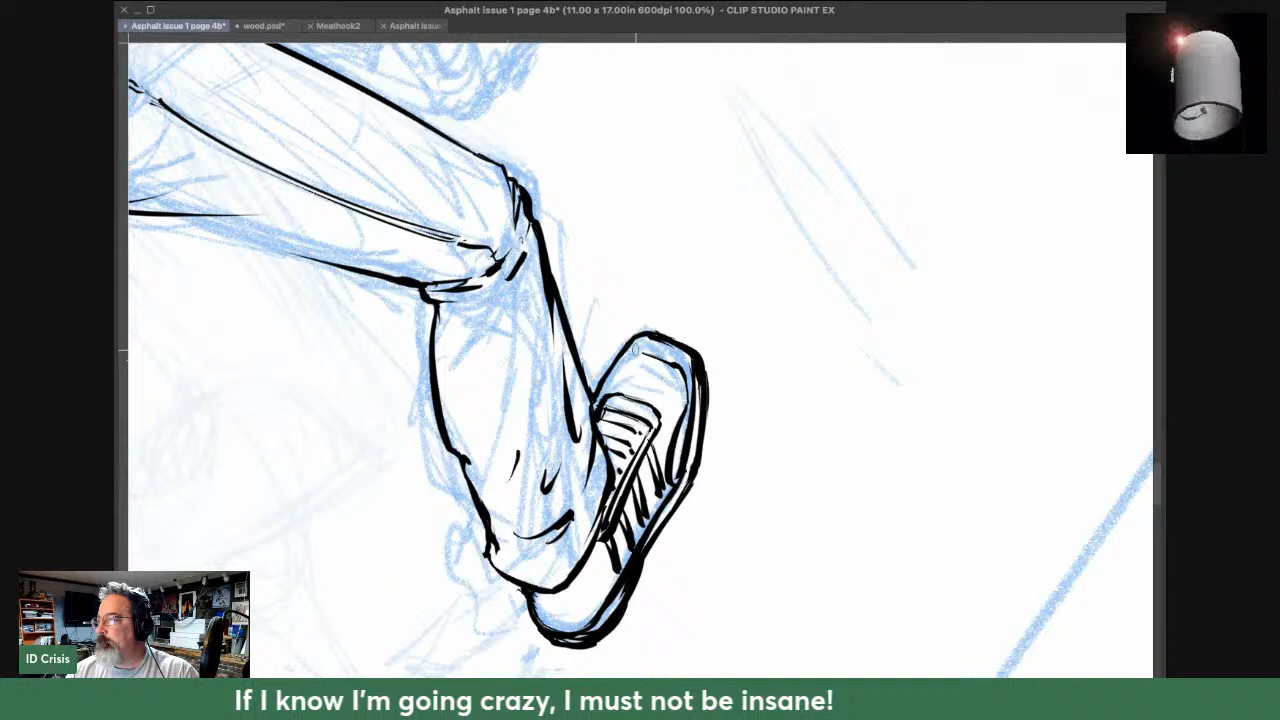 Asphalt issue 1 page 4b* (11.00 x 17.00in 600dpi 100.0%) - CLIP STUDIO PAINT EX
Asphalt issue 1 page 4b* wood.pad* Meathook2 Asphalt issue
ID Crisis
If I know I'm going crazy, I must not be insane!